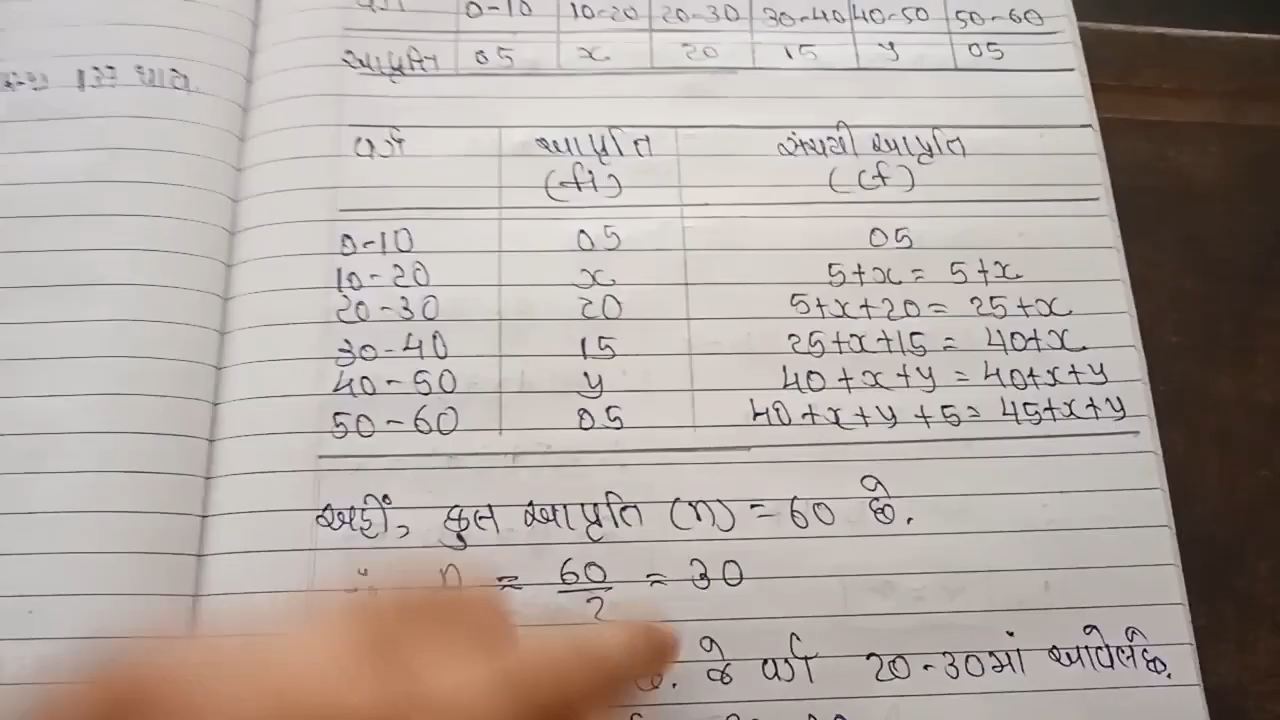 0-10 10-20 20-30 30-40 40-50 50-60
આવૃત્તિ 05 x 20 15 y 05
વર્ગ આવૃત્તિ સંચયી આવૃત્તિ
(fi) (cf)
0-10 05 05
10-20 x 5+x = 5+x
20-30 20 5+x+20 = 25+x
30-40 15 25+x+15 = 40+x
40-50 y 40+x+y = 40+x+y
50-60 05 40+x+y+5 = 45+x+y
અહીં, કુલ આવૃત્તિ (n) = 60 છે.
∴ n = 60/2 = 30
છે. જે વર્ગ 20-30માં આવેલ છે.